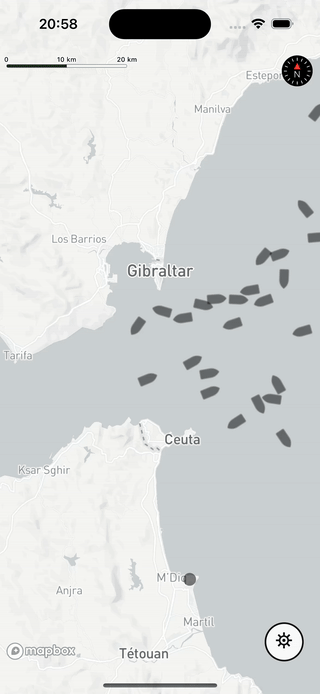 20:58
0 10 km 20 km
Estepon
N
Manilva
Los Barrios
Gibraltar
Tarifa
Ceuta
Ksar Sghir
M'Diq
Anjra
Martil
mapbox
Tétouan